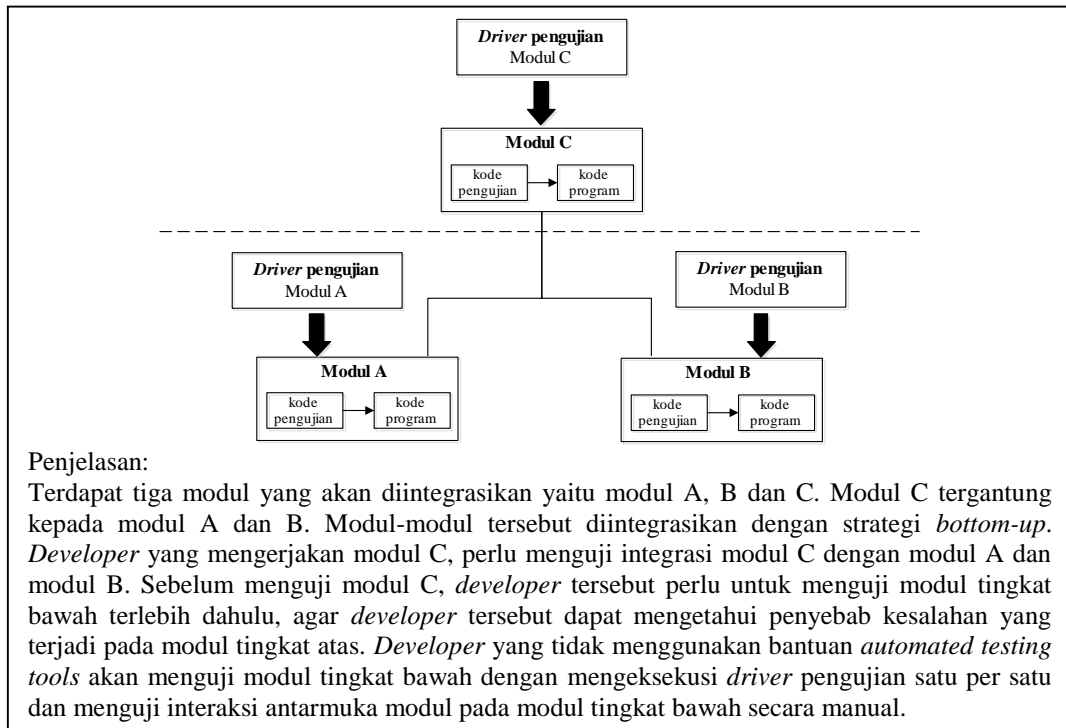 Driver pengujian
Modul C
Modul C
kode
pengujian
kode
program
Driver pengujian
Modul A
Driver pengujian
Modul B
Modul A
kode
pengujian
kode
program
Modul B
kode
pengujian
kode
program
Penjelasan:
Terdapat tiga modul yang akan diintegrasikan yaitu modul A, B dan C. Modul C tergantung
kepada modul A dan B. Modul-modul tersebut diintegrasikan dengan strategi bottom-up.
Developer yang mengerjakan modul C, perlu menguji integrasi modul C dengan modul A dan
modul B. Sebelum menguji modul C, developer tersebut perlu untuk menguji modul tingkat
bawah terlebih dahulu, agar developer tersebut dapat mengetahui penyebab kesalahan yang
terjadi pada modul tingkat atas. Developer yang tidak menggunakan bantuan automated testing
tools akan menguji modul tingkat bawah dengan mengeksekusi driver pengujian satu per satu
dan menguji interaksi antarmuka modul pada modul tingkat bawah secara manual.